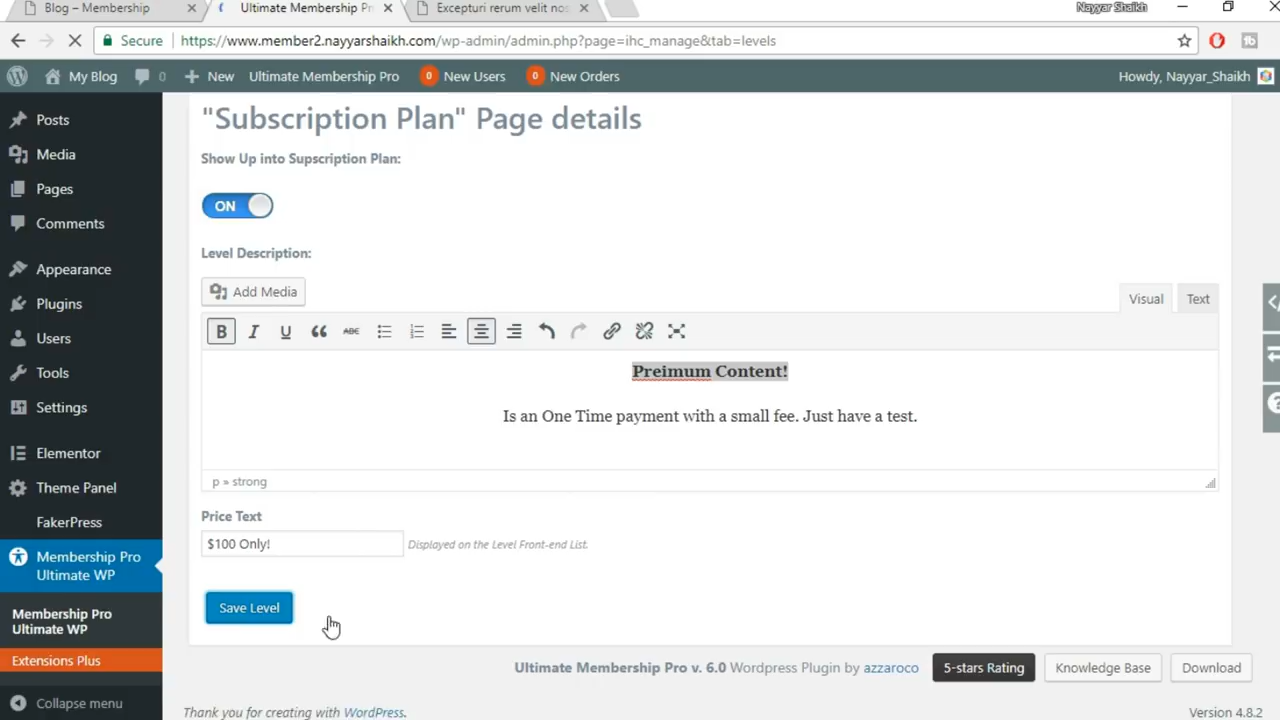 Blog – Membership
Ultimate Membership Pr
Excepturi rerum velit nos
Nayyar Shaikh
Secure
https://www.member2.nayyarshaikh.com/wp-admin/admin.php?page=ihc_manage&tab=levels
My Blog
0
New
Ultimate Membership Pro
0
New Users
0
New Orders
Howdy, Nayyar_Shaikh
Posts
Media
Pages
Comments
Appearance
Plugins
Users
Tools
Settings
Elementor
Theme Panel
FakerPress
Membership Pro
Ultimate WP
Membership Pro
Ultimate WP
Extensions Plus
Collapse menu
"Subscription Plan" Page details
Show Up into Supscription Plan:
ON
Level Description:
Add Media
Visual
Text
B I U ABC
Preimum Content!
Is an One Time payment with a small fee. Just have a test.
p » strong
Price Text
$100 Only!
Displayed on the Level Front-end List.
Save Level
Ultimate Membership Pro v. 6.0 Wordpress Plugin by azzaroco
5-stars Rating
Knowledge Base
Download
Thank you for creating with WordPress.
Version 4.8.2